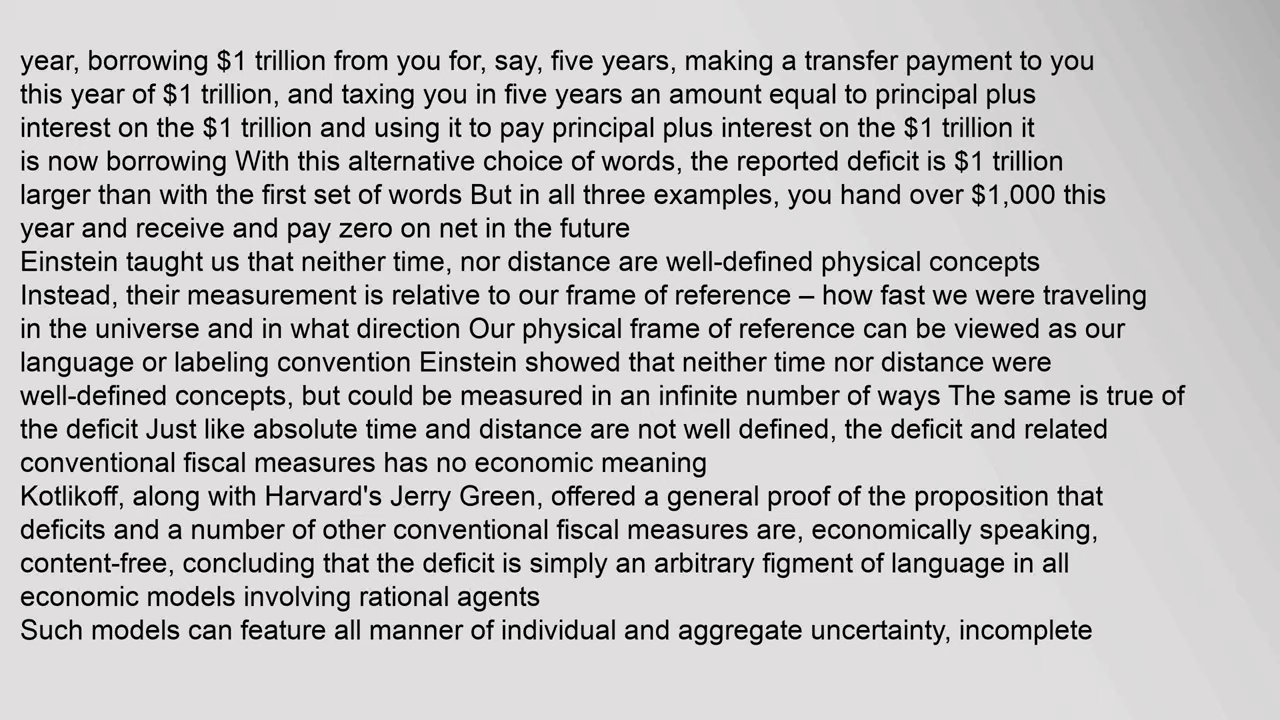 year, borrowing $1 trillion from you for, say, five years, making a transfer payment to you
this year of $1 trillion, and taxing you in five years an amount equal to principal plus
interest on the $1 trillion and using it to pay principal plus interest on the $1 trillion it
is now borrowing With this alternative choice of words, the reported deficit is $1 trillion
larger than with the first set of words But in all three examples, you hand over $1,000 this
year and receive and pay zero on net in the future
Einstein taught us that neither time, nor distance are well-defined physical concepts
Instead, their measurement is relative to our frame of reference – how fast we were traveling
in the universe and in what direction Our physical frame of reference can be viewed as our
language or labeling convention Einstein showed that neither time nor distance were
well-defined concepts, but could be measured in an infinite number of ways The same is true of
the deficit Just like absolute time and distance are not well defined, the deficit and related
conventional fiscal measures has no economic meaning
Kotlikoff, along with Harvard's Jerry Green, offered a general proof of the proposition that
deficits and a number of other conventional fiscal measures are, economically speaking,
content-free, concluding that the deficit is simply an arbitrary figment of language in all
economic models involving rational agents
Such models can feature all manner of individual and aggregate uncertainty, incomplete